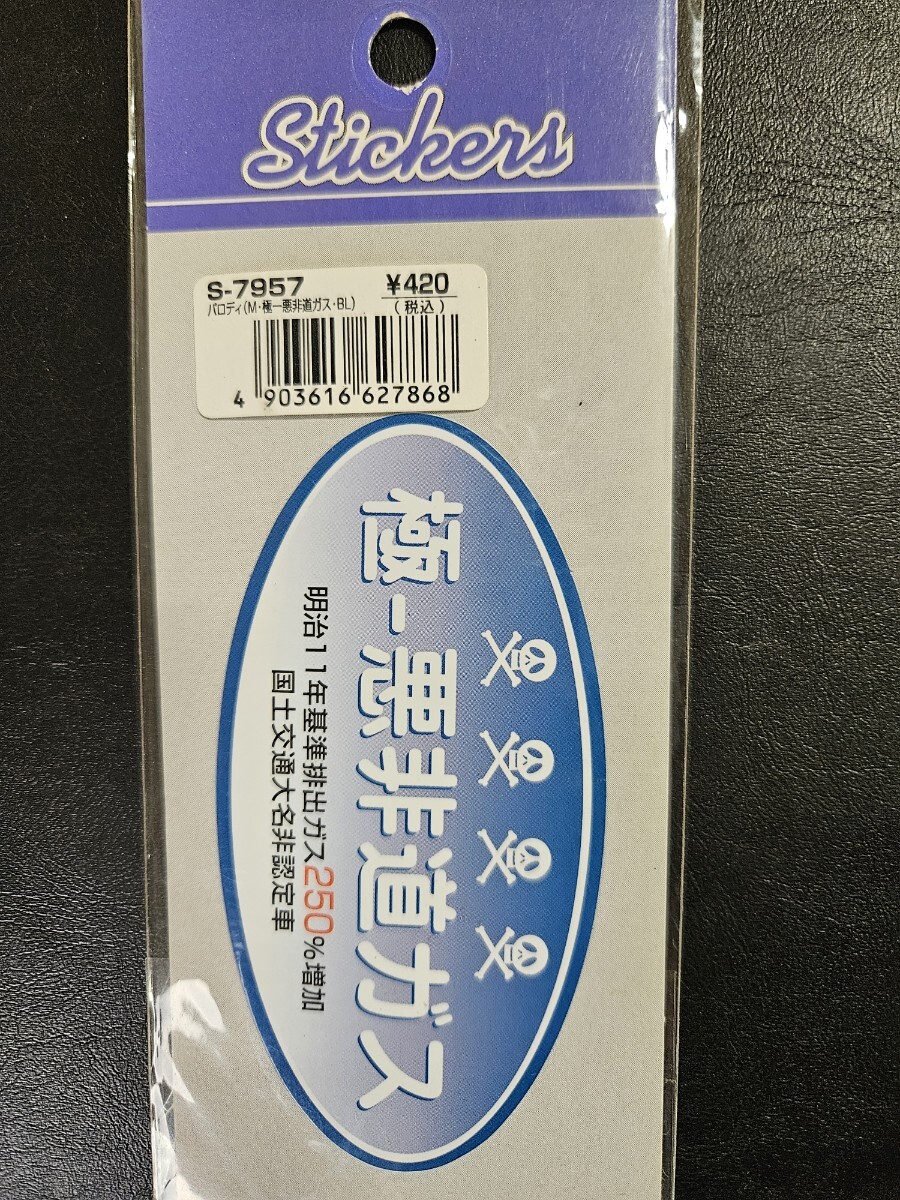 Stickers
S-7957 ¥420
パロディ(M・極ー悪非道ガス・BL) (税込)
4 903616 627868
極ー悪非道ガス
明治11年基準排出ガス250%増加
国土交通大名非認定車